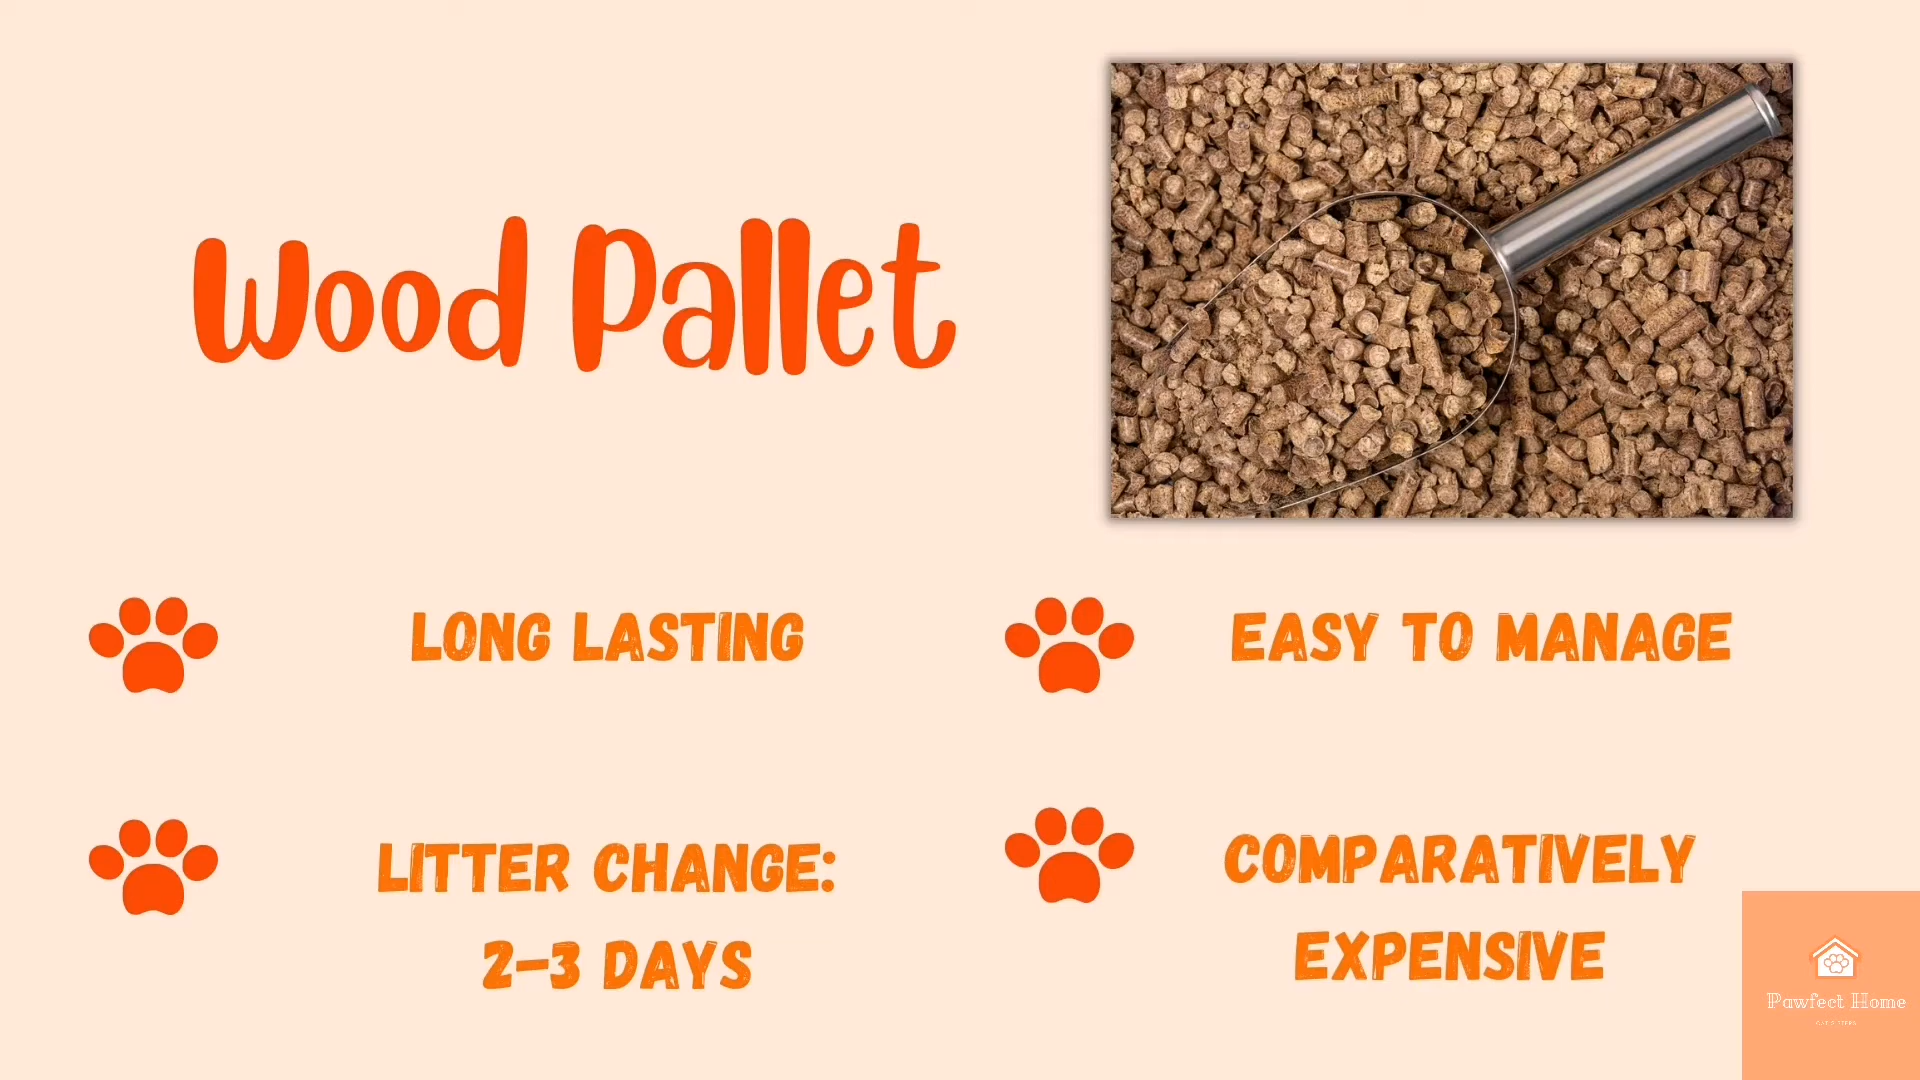 Wood Pallet
LONG LASTING
EASY TO MANAGE
LITTER CHANGE:
2-3 DAYS
COMPARATIVELY
EXPENSIVE
Pawfect Home